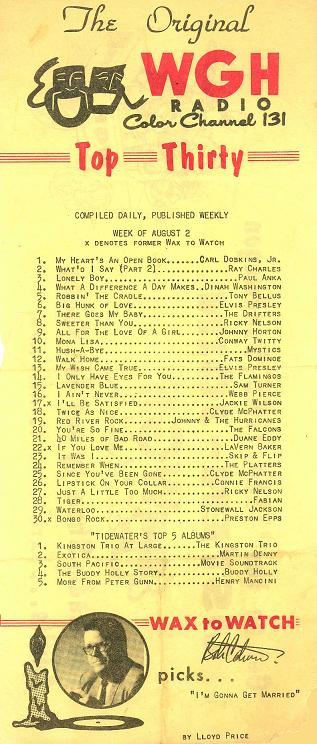 The Original
WGH
RADIO
Color Channel 131
Top Thirty
COMPILED DAILY, PUBLISHED WEEKLY
WEEK OF AUGUST 2
X DENOTES FORMER WAX TO WATCH
1. MY HEART'S AN OPEN BOOK.......CARL DOBKINS, JR.
2. WHAT'D I SAY (PART 2)..............RAY CHARLES
3. LONELY BOY...........................PAUL ANKA
4. WHAT A DIFFERENCE A DAY MAKES..DINAH WASHINGTON
5. ROBBIN' THE CRADLE..................TONY BELLUS
6. BIG HUNK OF LOVE..................ELVIS PRESLEY
7. THERE GOES MY BABY.................THE DRIFTERS
8. SWEETER THAN YOU...................RICKY NELSON
9. ALL FOR THE LOVE OF A GIRL.......JOHNNY HORTON
10. MONA LISA........................CONWAY TWITTY
11. HUSH-A-BYE..............................MYSTICS
12. WALK HOME..........................FATS DOMINGE
13. MY WISH CAME TRUE.................ELVIS PRESLEY
14. I ONLY HAVE EYES FOR YOU.......THE FLAMINGOS
15. LAVENDER BLUE......................SAM TURNER
16. I AIN'T NEVER.....................WEBB PIERCE
17.X I'LL BE SATISFIED...............JACKIE WILSON
18. TWICE AS NICE...................CLYDE MCPHATTER
19. RED RIVER ROCK.........JOHNNY & THE HURRICANES
20. YOU'RE SO FINE....................THE FALCONS
21. 40 MILES OF BAD ROAD................DUANE EDDY
22.X IF YOU LOVE ME..................LAVERN BAKER
23. IT WAS I..........................SKIP & FLIP
24. REMEMBER WHEN....................THE PLATTERS
25. SINCE YOU'VE BEEN GONE.........CLYDE MCPHATTER
26. LIPSTICK ON YOUR COLLAR........CONNIE FRANCIS
27. JUST A LITTLE TOO MUCH...........RICKY NELSON
28. TIGER..................................FABIAN
29. WATERLOO.....................STONEWALL JACKSON
30.X BONGO ROCK.....................PRESTON EPPS
"TIDEWATER'S TOP 5 ALBUMS"
1. KINGSTON TRIO AT LARGE.....THE KINGSTON TRIO
2. EXOTICA..........................MARTIN DENNY
3. SOUTH PACIFIC................MOVIE SOUNDTRACK
4. THE BUDDY HOLLY STORY.............BUDDY HOLLY
5. MORE FROM PETER GUNN............HENRY MANCINI
WAX to WATCH
picks...
"I'M GONNA GET MARRIED"
BY LLOYD PRICE